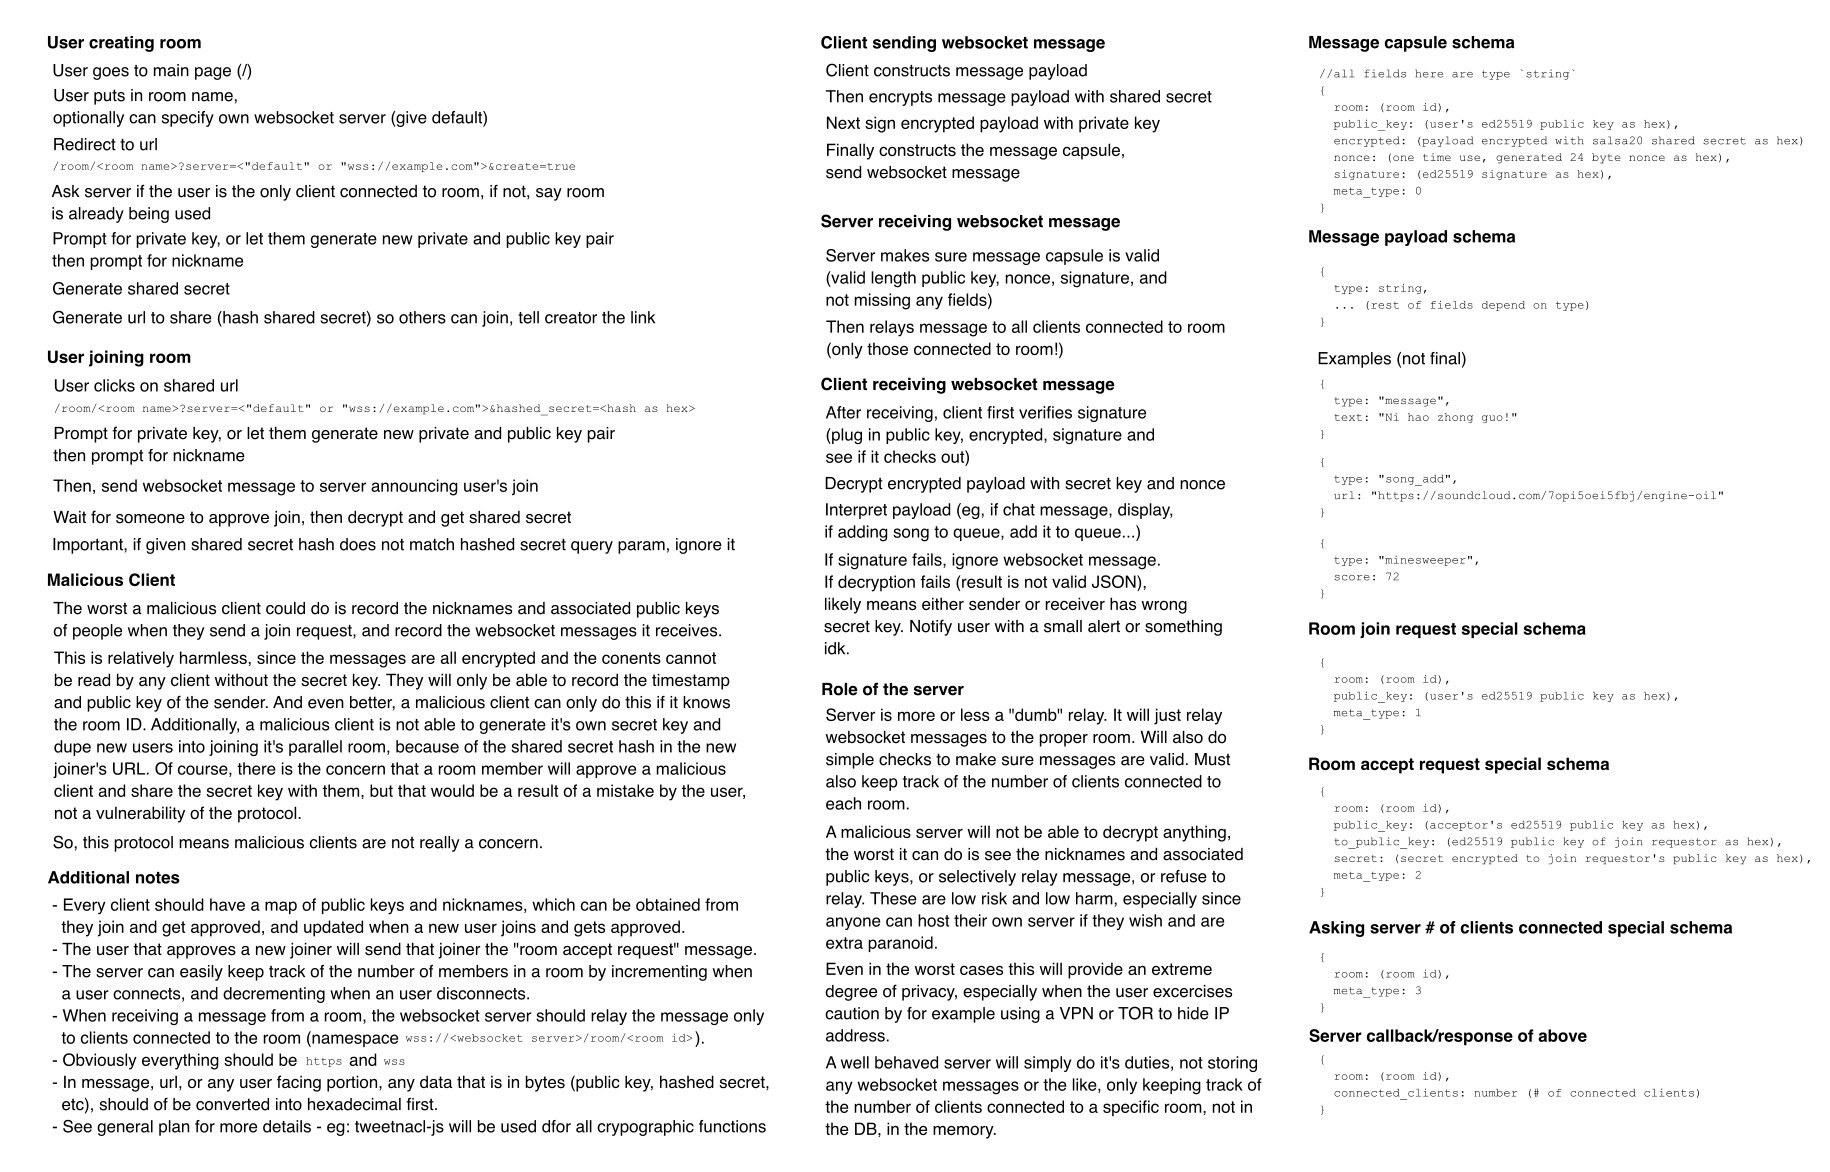 User creating room
User goes to main page (/)
User puts in room name,
optionally can specify own websocket server (give default)
Redirect to url
/room/<room name>?server=<"default" or "wss://example.com">&create=true
Ask server if the user is the only client connected to room, if not, say room
is already being used
Prompt for private key, or let them generate new private and public key pair
then prompt for nickname
Generate shared secret
Generate url to share (hash shared secret) so others can join, tell creator the link
User joining room
User clicks on shared url
/room/<room name>?server=<"default" or "wss://example.com">&hashed_secret=<hash as hex>
Prompt for private key, or let them generate new private and public key pair
then prompt for nickname
Then, send websocket message to server announcing user's join
Wait for someone to approve join, then decrypt and get shared secret
Important, if given shared secret hash does not match hashed secret query param, ignore it
Malicious Client
The worst a malicious client could do is record the nicknames and associated public keys
of people when they send a join request, and record the websocket messages it receives.
This is relatively harmless, since the messages are all encrypted and the conents cannot
be read by any client without the secret key. They will only be able to record the timestamp
and public key of the sender. And even better, a malicious client can only do this if it knows
the room ID. Additionally, a malicious client is not able to generate it's own secret key and
dupe new users into joining it's parallel room, because of the shared secret hash in the new
joiner's URL. Of course, there is the concern that a room member will approve a malicious
client and share the secret key with them, but that would be a result of a mistake by the user,
not a vulnerability of the protocol.
So, this protocol means malicious clients are not really a concern.
Additional notes
- Every client should have a map of public keys and nicknames, which can be obtained from
they join and get approved, and updated when a new user joins and gets approved.
- The user that approves a new joiner will send that joiner the "room accept request" message.
- The server can easily keep track of the number of members in a room by incrementing when
a user connects, and decrementing when an user disconnects.
- When receiving a message from a room, the websocket server should relay the message only
to clients connected to the room (namespace wss://<websocket server>/room/<room id>).
- Obviously everything should be https and wss
- In message, url, or any user facing portion, any data that is in bytes (public key, hashed secret,
etc), should of be converted into hexadecimal first.
- See general plan for more details - eg: tweetnacl-js will be used dfor all crypographic functions
Client sending websocket message
Client constructs message payload
Then encrypts message payload with shared secret
Next sign encrypted payload with private key
Finally constructs the message capsule,
send websocket message
Server receiving websocket message
Server makes sure message capsule is valid
(valid length public key, nonce, signature, and
not missing any fields)
Then relays message to all clients connected to room
(only those connected to room!)
Client receiving websocket message
After receiving, client first verifies signature
(plug in public key, encrypted, signature and
see if it checks out)
Decrypt encrypted payload with secret key and nonce
Interpret payload (eg, if chat message, display,
if adding song to queue, add it to queue...)
If signature fails, ignore websocket message.
If decryption fails (result is not valid JSON),
likely means either sender or receiver has wrong
secret key. Notify user with a small alert or something
idk.
Role of the server
Server is more or less a "dumb" relay. It will just relay
websocket messages to the proper room. Will also do
simple checks to make sure messages are valid. Must
also keep track of the number of clients connected to
each room.
A malicious server will not be able to decrypt anything,
the worst it can do is see the nicknames and associated
public keys, or selectively relay message, or refuse to
relay. These are low risk and low harm, especially since
anyone can host their own server if they wish and are
extra paranoid.
Even in the worst cases this will provide an extreme
degree of privacy, especially when the user excercises
caution by for example using a VPN or TOR to hide IP
address.
A well behaved server will simply do it's duties, not storing
any websocket messages or the like, only keeping track of
the number of clients connected to a specific room, not in
the DB, in the memory.
Message capsule schema
//all fields here are type `string`
{
room: (room id),
public_key: (user's ed25519 public key as hex),
encrypted: (payload encrypted with salsa20 shared secret as hex)
nonce: (one time use, generated 24 byte nonce as hex),
signature: (ed25519 signature as hex),
meta_type: 0
}
Message payload schema
{
type: string,
... (rest of fields depend on type)
}
Examples (not final)
{
type: "message",
text: "Ni hao zhong guo!"
}
{
type: "song_add",
url: "https://soundcloud.com/7opi5oei5fbj/engine-oil"
}
{
type: "minesweeper",
score: 72
}
Room join request special schema
{
room: (room id),
public_key: (user's ed25519 public key as hex),
meta_type: 1
}
Room accept request special schema
{
room: (room id),
public_key: (acceptor's ed25519 public key as hex),
to_public_key: (ed25519 public key of join requestor as hex),
secret: (secret encrypted to join requestor's public key as hex),
meta_type: 2
}
Asking server # of clients connected special schema
{
room: (room id),
meta_type: 3
}
Server callback/response of above
{
room: (room id),
connected_clients: number (# of connected clients)
}